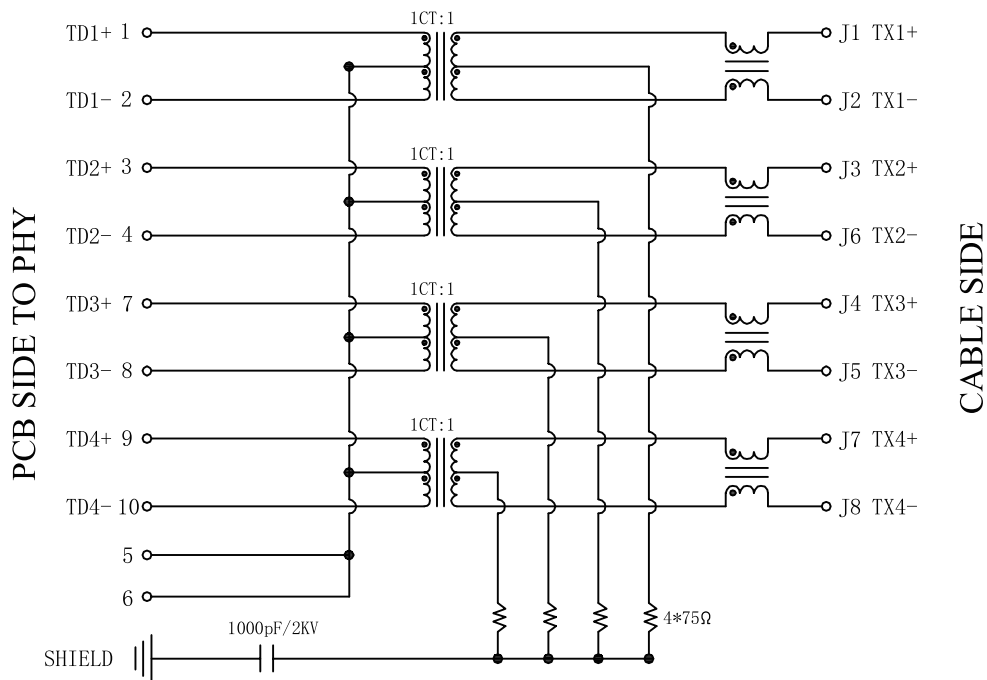 1CT:1
TD1+ 1
J1 TX1+
TD1- 2
J2 TX1-
1CT:1
TD2+ 3
J3 TX2+
TD2- 4
J6 TX2-
PCB SIDE TO PHY
CABLE SIDE
1CT:1
TD3+ 7
J4 TX3+
TD3- 8
J5 TX3-
1CT:1
TD4+ 9
J7 TX4+
TD4- 10
J8 TX4-
5
6
4*75Ω
1000pF/2KV
SHIELD